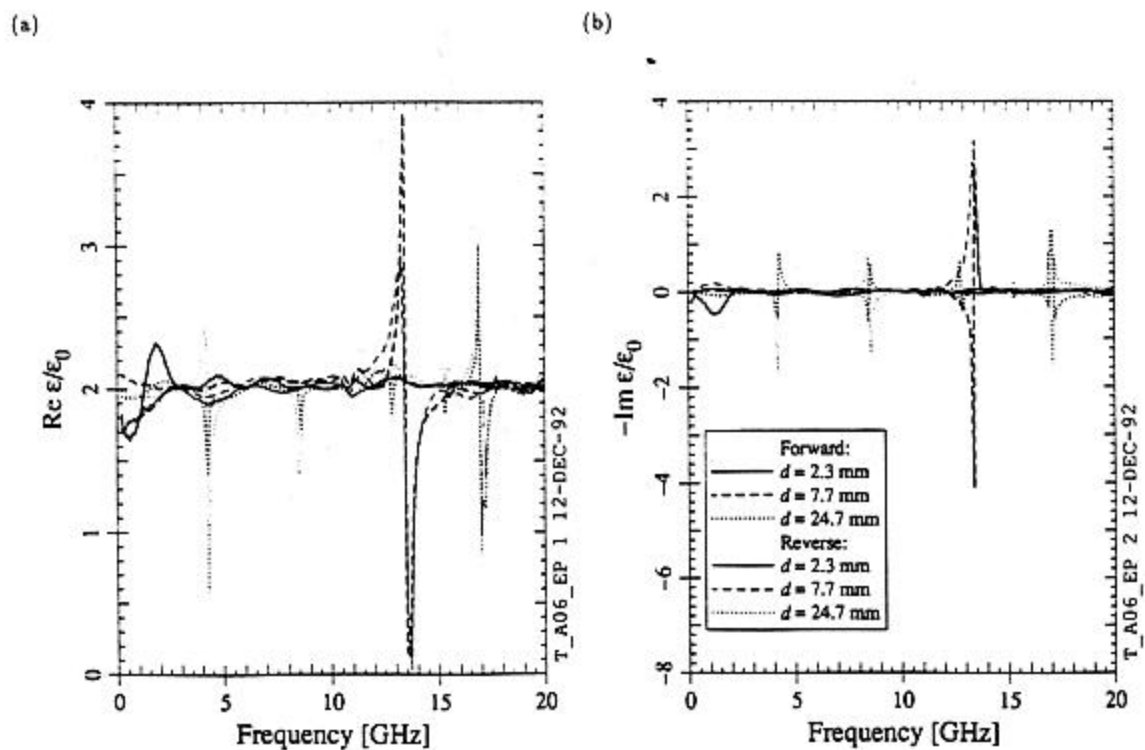 (a)
(b)
4
3
2
1
0
Re ε/ε0
0 5 10 15 20
Frequency [GHz]
T_A06_EP 1 12-DEC-92
4
2
0
−2
−4
−6
−8
−Im ε/ε0
Forward:
d = 2.3 mm
d = 7.7 mm
d = 24.7 mm
Reverse:
d = 2.3 mm
d = 7.7 mm
d = 24.7 mm
0 5 10 15 20
Frequency [GHz]
T_A06_EP 2 12-DEC-92